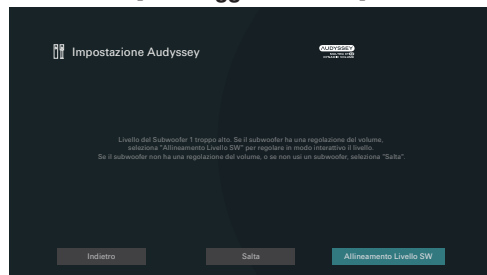 Impostazione Audyssey
AUDYSSEY
Livello del Subwoofer 1 troppo alto. Se il subwoofer ha una regolazione del volume,
seleziona "Allineamento Livello SW" per regolare in modo interattivo il livello.
Se il subwoofer non ha una regolazione del volume, o se non usi un subwoofer, seleziona "Salta".
Indietro
Salta
Allineamento Livello SW